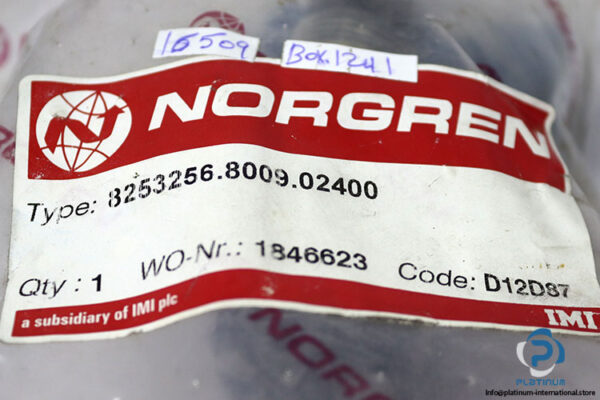 16509
Box.1241
NORGREN
Type: 8253256.8009.02400
Qty : 1 WO-Nr.: 1846623 Code: D12D87
a subsidiary of IMI plc
IMI
NORGREN
PLATINUM
info@platinum-international.store